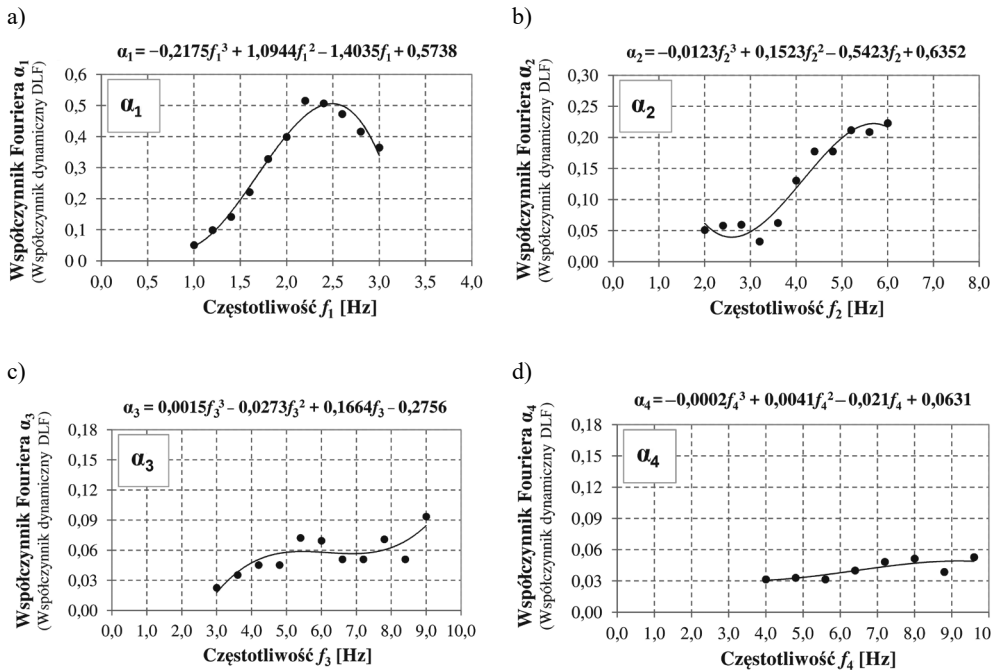 a)
α₁ = −0,2175f₁³ + 1,0944f₁² − 1,4035f₁ + 0,5738
Współczynnik Fouriera α₁
(Współczynnik dynamiczny DLF)
0,6
0,5
0,4
0,3
0,2
0,1
0 0
α₁
0,0 0,5 1,0 1,5 2,0 2,5 3,0 3,5 4,0
Częstotliwość f₁ [Hz]
b)
α₂ = −0,0123f₂³ + 0,1523f₂² − 0,5423f₂ + 0,6352
Współczynnik Fouriera α₂
(Współczynnik dynamiczny DLF)
0,30
0,25
0,20
0,15
0,10
0,05
0,00
α₂
0,0 1,0 2,0 3,0 4,0 5,0 6,0 7,0 8,0
Częstotliwość f₂ [Hz]
c)
α₃ = 0,0015f₃³ − 0,0273f₃² + 0,1664f₃ − 0,2756
Współczynnik Fouriera α₃
(Współczynnik dynamiczny DLF)
0,18
0,15
0,12
0,09
0,06
0,03
0,00
α₃
0,0 1,0 2,0 3,0 4,0 5,0 6,0 7,0 8,0 9,0 10,0
Częstotliwość f₃ [Hz]
d)
α₄ = −0,0002f₄³ + 0,0041f₄² − 0,021f₄ + 0,0631
Współczynnik Fouriera α₄
(Współczynnik dynamiczny DLF)
0,18
0,15
0,12
0,09
0,06
0,03
0,00
α₄
0,0 1,0 2,0 3,0 4,0 5,0 6,0 7,0 8,0 9,0 10
Częstotliwość f₄ [Hz]